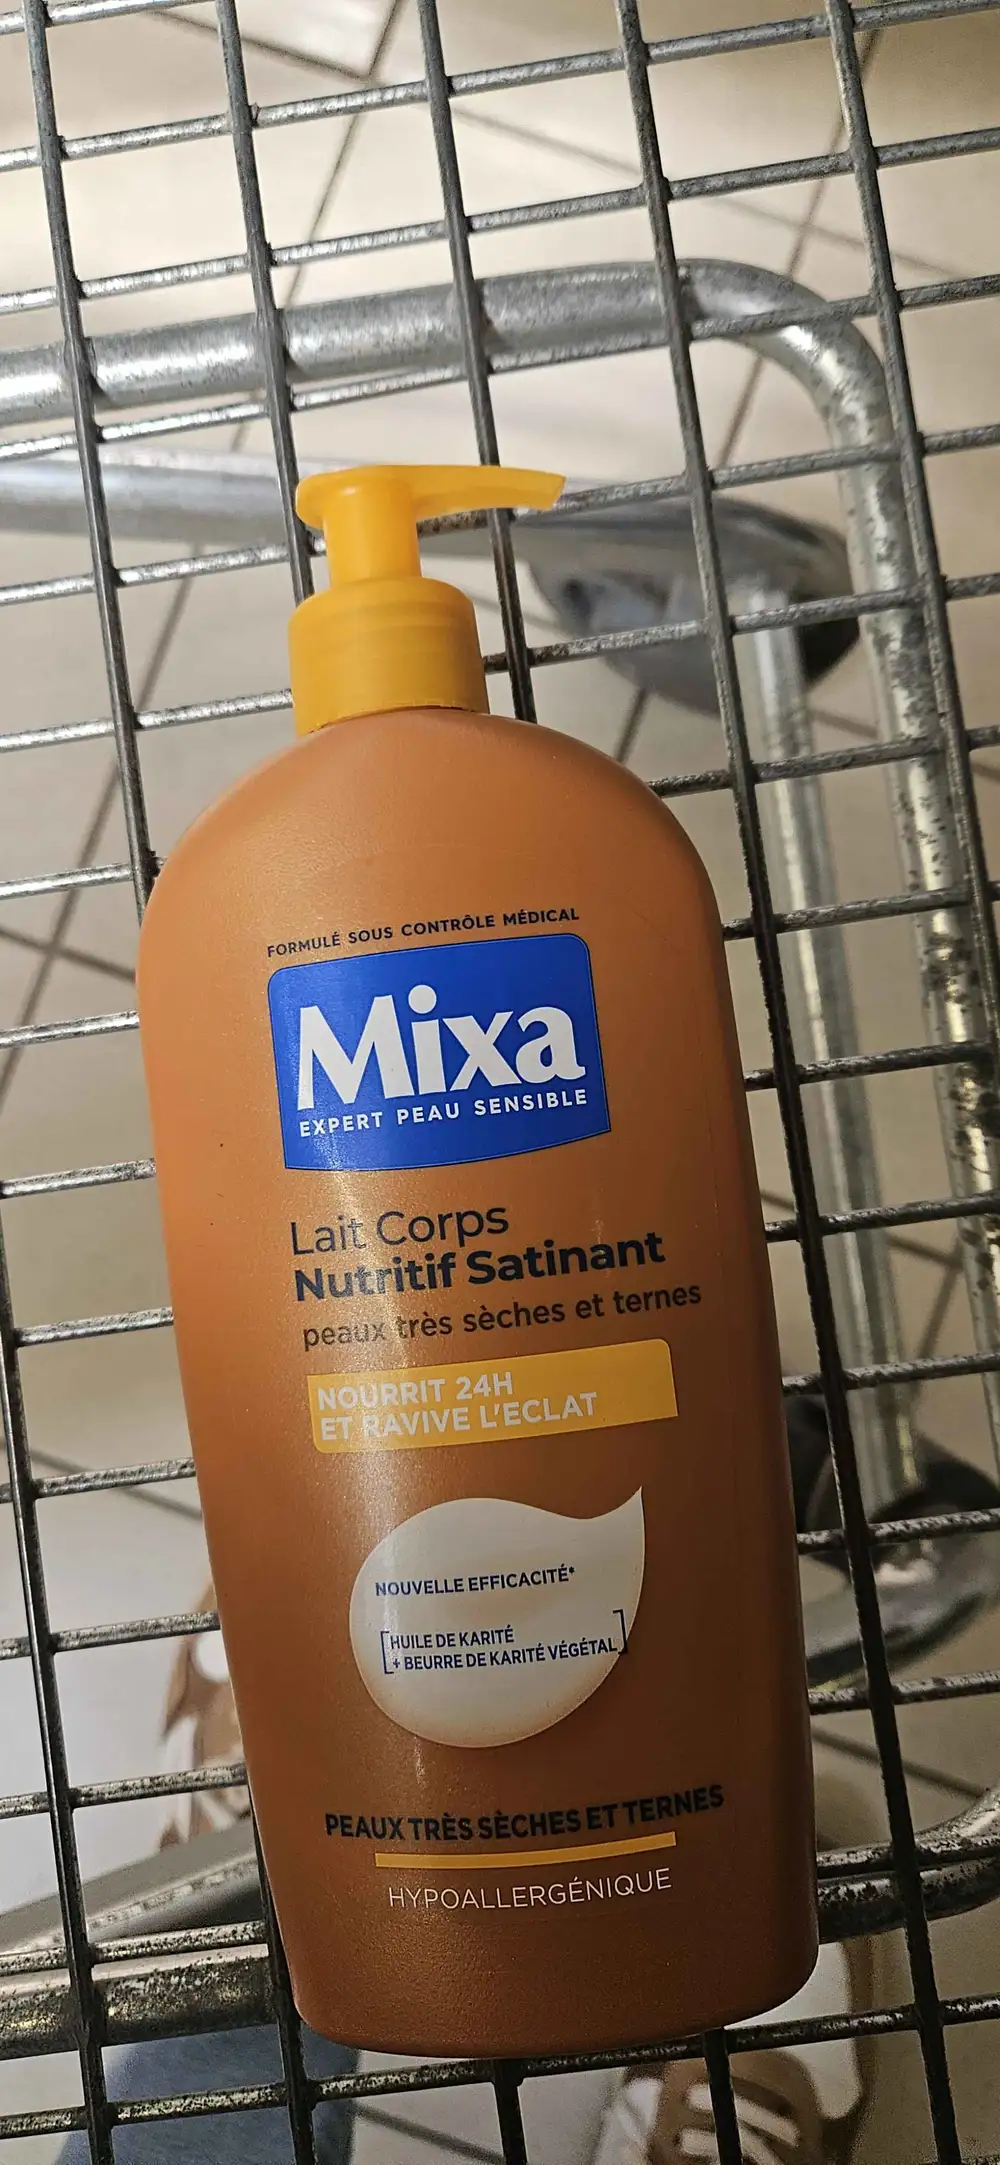 FORMULÉ SOUS CONTRÔLE MÉDICAL
Mixa
EXPERT PEAU SENSIBLE
Lait Corps
Nutritif Satinant
peaux très sèches et ternes
NOURRIT 24H
ET RAVIVE L'ECLAT
NOUVELLE EFFICACITÉ*
[HUILE DE KARITÉ
+ BEURRE DE KARITÉ VÉGÉTAL]
PEAUX TRÈS SÈCHES ET TERNES
HYPOALLERGÉNIQUE